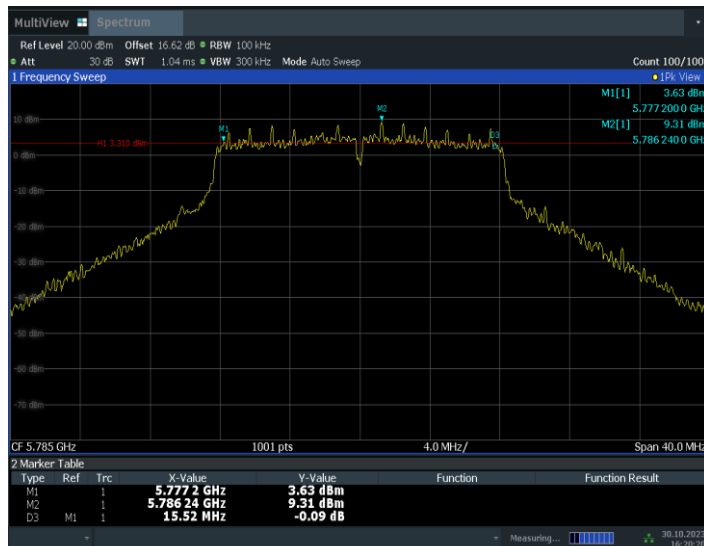 MultiView Spectrum
Ref Level 20.00 dBm Offset 16.62 dB RBW 100 kHz
Att 30 dB SWT 1.04 ms VBW 300 kHz Mode Auto Sweep Count 100/100
1 Frequency Sweep 1Pk View
M1[1] 3.63 dBm
5.777 200 0 GHz
M2[1] 9.31 dBm
5.786 240 0 GHz
M2
10 dBm
M1
D3
H1 3.310 dBm
0 dBm
-10 dBm
-20 dBm
-30 dBm
-40 dBm
-50 dBm
-60 dBm
-70 dBm
CF 5.785 GHz 1001 pts 4.0 MHz/ Span 40.0 MHz
2 Marker Table
Type Ref Trc X-Value Y-Value Function Function Result
M1 1 5.777 2 GHz 3.63 dBm
M2 1 5.786 24 GHz 9.31 dBm
D3 M1 1 15.52 MHz -0.09 dB
Measuring... 30.10.2023
16:20:20